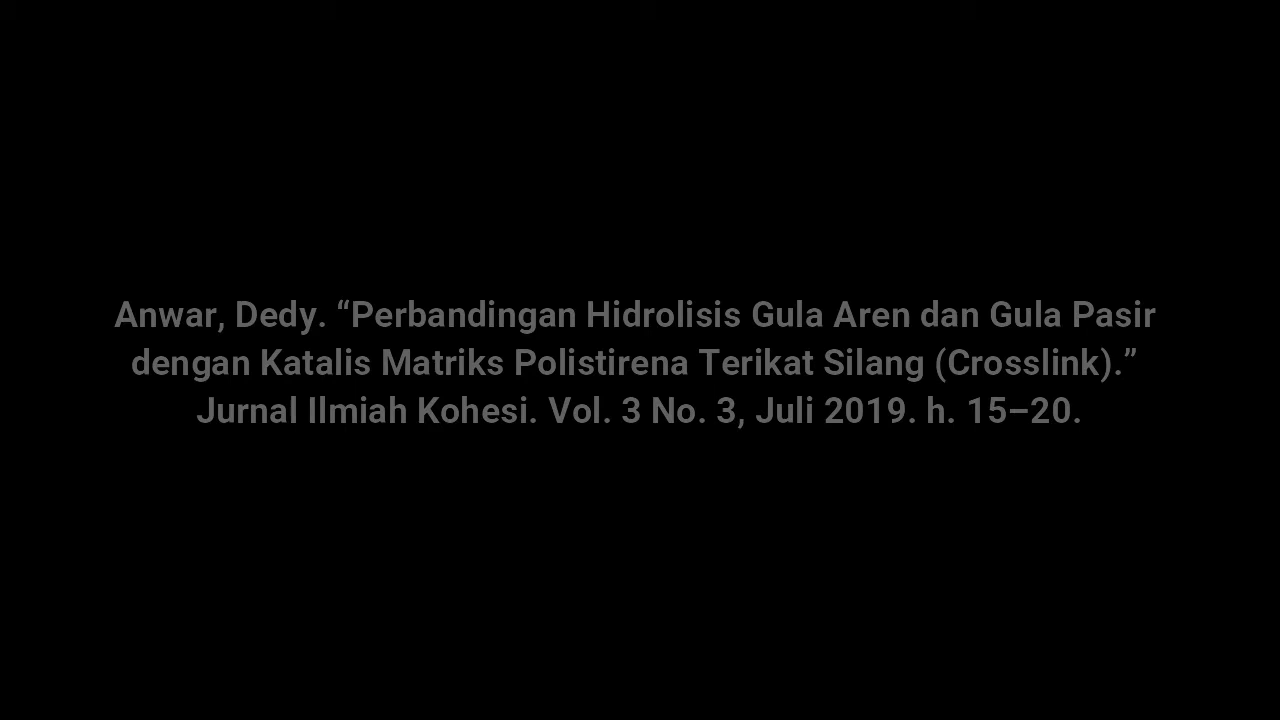 Anwar, Dedy. “Perbandingan Hidrolisis Gula Aren dan Gula Pasir
dengan Katalis Matriks Polistirena Terikat Silang (Crosslink).”
Jurnal Ilmiah Kohesi. Vol. 3 No. 3, Juli 2019. h. 15–20.